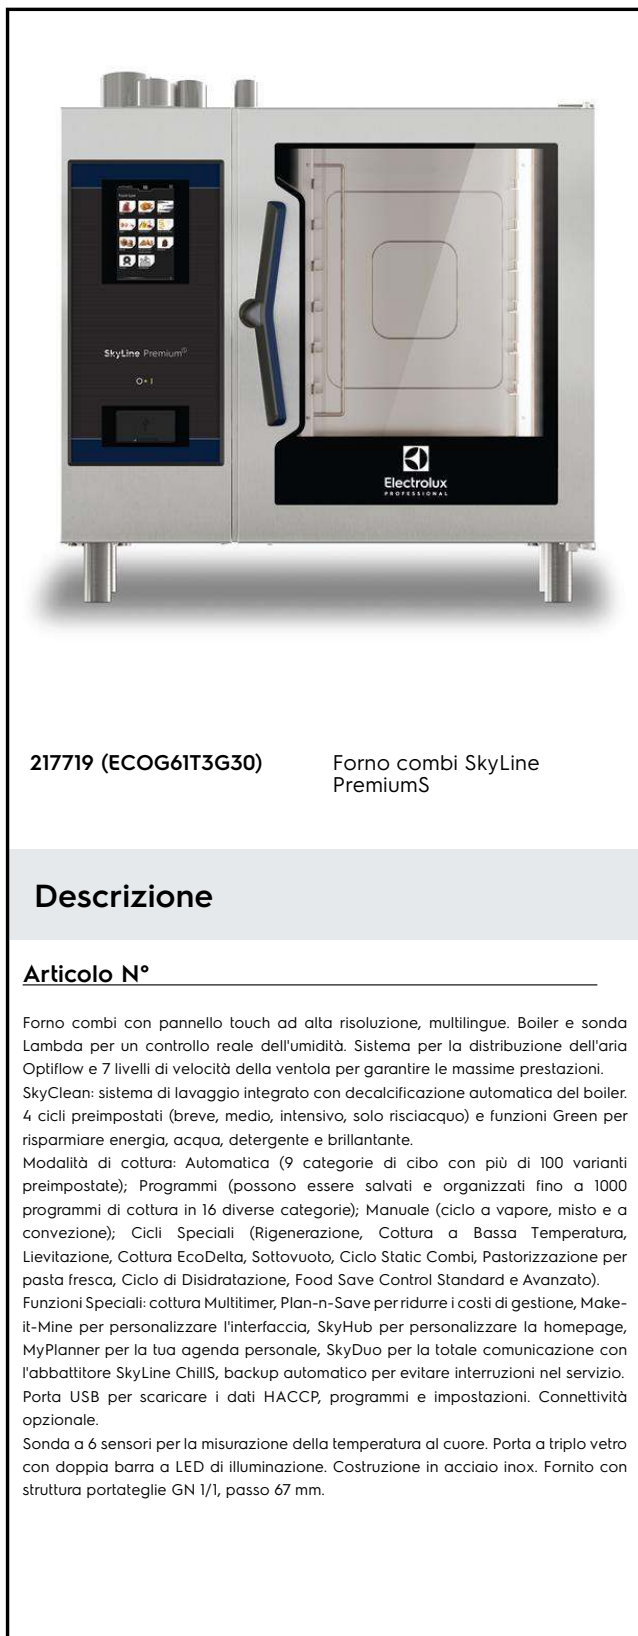 SkyLine PremiumS
O I
Electrolux
PROFESSIONAL
217719 (ECOG61T3G30)
Forno combi SkyLine
PremiumS
Descrizione
Articolo N°
Forno combi con pannello touch ad alta risoluzione, multilingue. Boiler e sonda
Lambda per un controllo reale dell'umidità. Sistema per la distribuzione dell'aria
Optiflow e 7 livelli di velocità della ventola per garantire le massime prestazioni.
SkyClean: sistema di lavaggio integrato con decalcificazione automatica del boiler.
4 cicli preimpostati (breve, medio, intensivo, solo risciacquo) e funzioni Green per
risparmiare energia, acqua, detergente e brillantante.
Modalità di cottura: Automatica (9 categorie di cibo con più di 100 varianti
preimpostate); Programmi (possono essere salvati e organizzati fino a 1000
programmi di cottura in 16 diverse categorie); Manuale (ciclo a vapore, misto e a
convezione); Cicli Speciali (Rigenerazione, Cottura a Bassa Temperatura,
Lievitazione, Cottura EcoDelta, Sottovuoto, Ciclo Static Combi, Pastorizzazione per
pasta fresca, Ciclo di Disidratazione, Food Save Control Standard e Avanzato).
Funzioni Speciali: cottura Multitimer, Plan-n-Save per ridurre i costi di gestione, Make-
it-Mine per personalizzare l'interfaccia, SkyHub per personalizzare la homepage,
MyPlanner per la tua agenda personale, SkyDuo per la totale comunicazione con
l'abbattitore SkyLine ChillS, backup automatico per evitare interruzioni nel servizio.
Porta USB per scaricare i dati HACCP, programmi e impostazioni. Connettività
opzionale.
Sonda a 6 sensori per la misurazione della temperatura al cuore. Porta a triplo vetro
con doppia barra a LED di illuminazione. Costruzione in acciaio inox. Fornito con
struttura portateglie GN 1/1, passo 67 mm.